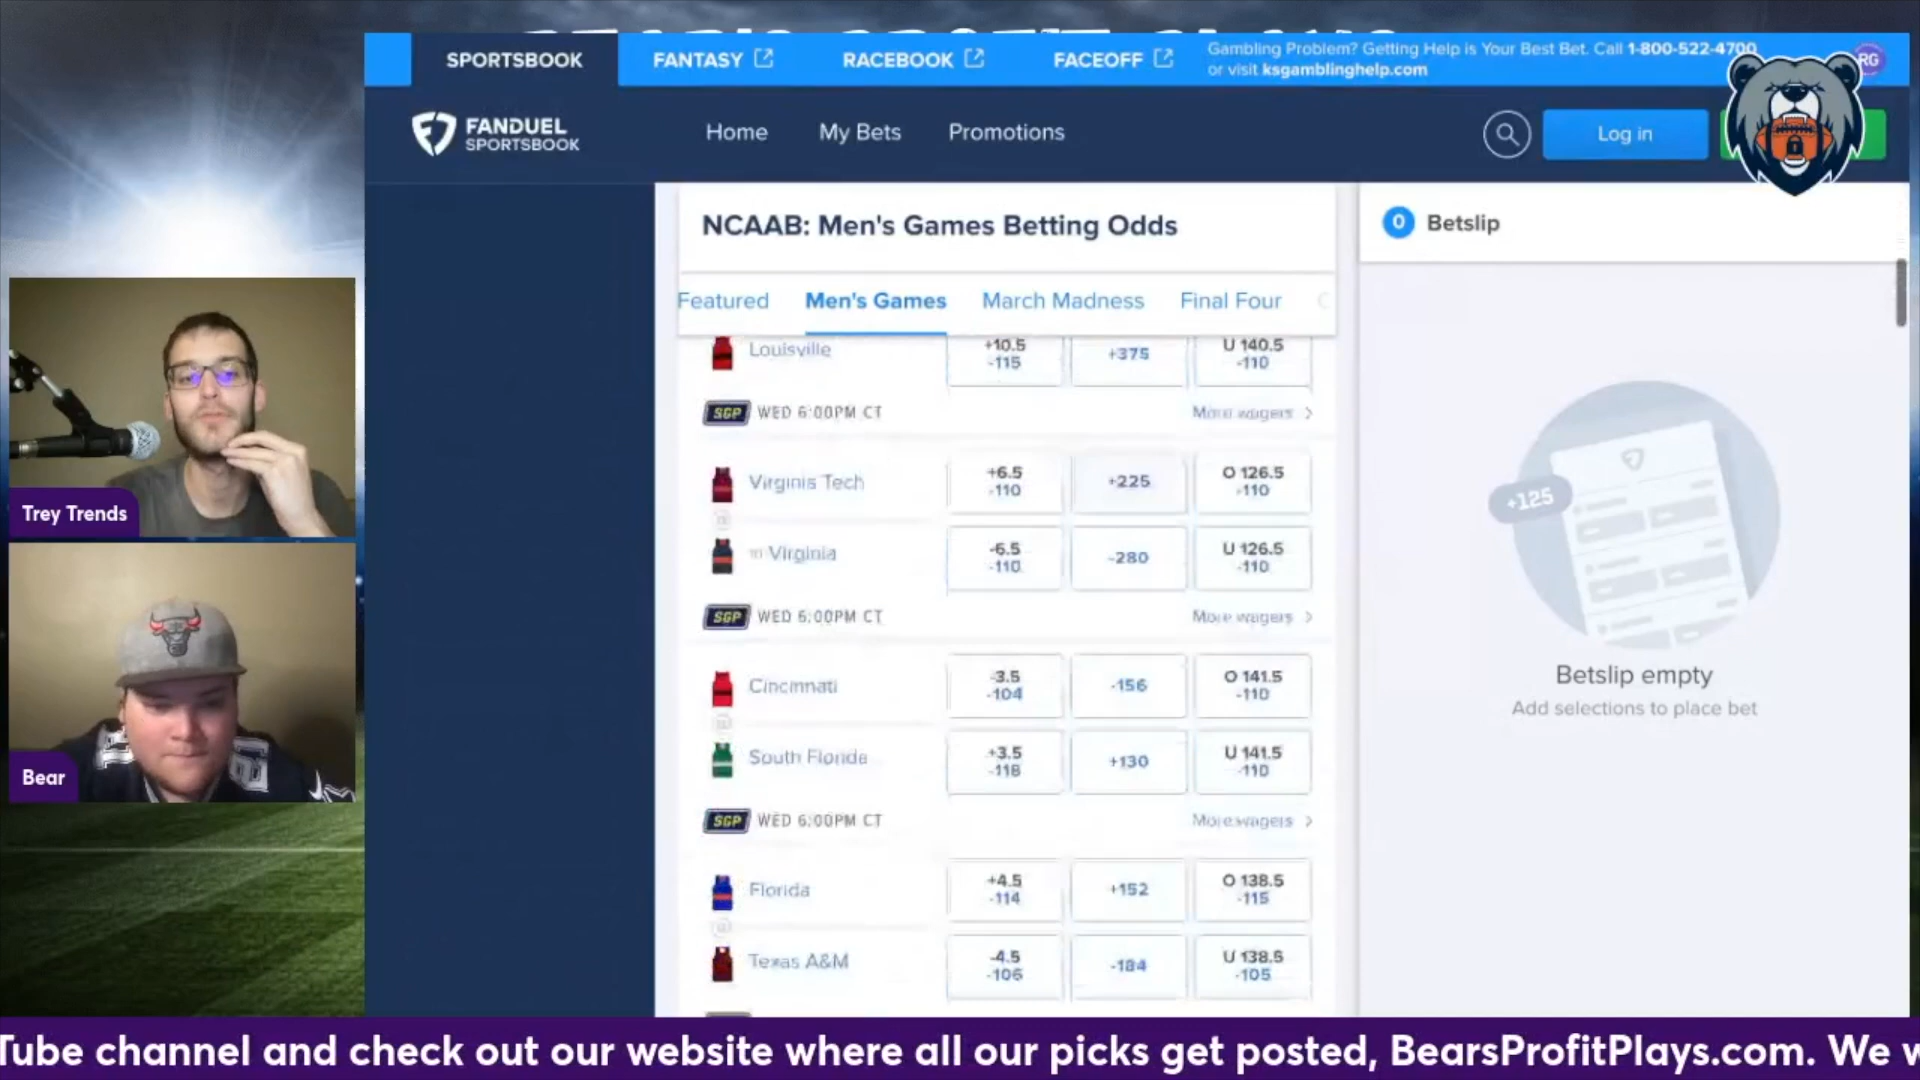 SPORTSBOOK
FANTASY
RACEBOOK
FACEOFF
Gambling Problem? Getting Help is Your Best Bet. Call 1-800-522-4700
or visit ksgamblinghelp.com
RG
FANDUEL
SPORTSBOOK
Home
My Bets
Promotions
Log in
NCAAB: Men's Games Betting Odds
0 Betslip
Featured
Men's Games
March Madness
Final Four
Louisville
+10.5
-115
+375
U 140.5
-110
SGP WED 6:00PM CT
More wagers >
Virginia Tech
+6.5
-110
+225
O 126.5
-110
Virginia
-6.5
-110
-280
U 126.5
-110
SGP WED 6:00PM CT
More wagers >
Cincinnati
-3.5
-104
-156
O 141.5
-110
South Florida
+3.5
-118
+130
U 141.5
-110
SGP WED 6:00PM CT
More wagers >
Florida
+4.5
-114
+152
O 138.5
-115
Texas A&M
-4.5
-106
-184
U 138.5
-105
+125
Betslip empty
Add selections to place bet
Trey Trends
Bear
Tube channel and check out our website where all our picks get posted, BearsProfitPlays.com. We w